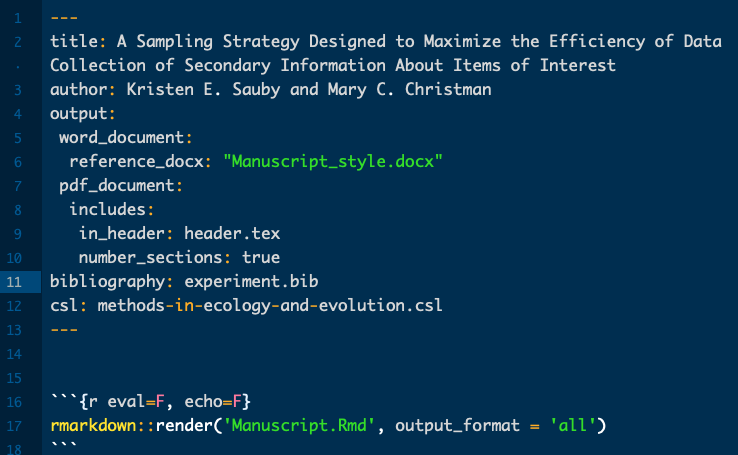 1 ---
2 title: A Sampling Strategy Designed to Maximize the Efficiency of Data
· Collection of Secondary Information About Items of Interest
3 author: Kristen E. Sauby and Mary C. Christman
4 output:
5  word_document:
6   reference_docx: "Manuscript_style.docx"
7  pdf_document:
8   includes:
9    in_header: header.tex
10    number_sections: true
11 bibliography: experiment.bib
12 csl: methods-in-ecology-and-evolution.csl
13 ---
14
15
16 ```{r eval=F, echo=F}
17 rmarkdown::render('Manuscript.Rmd', output_format = 'all')
18 ```